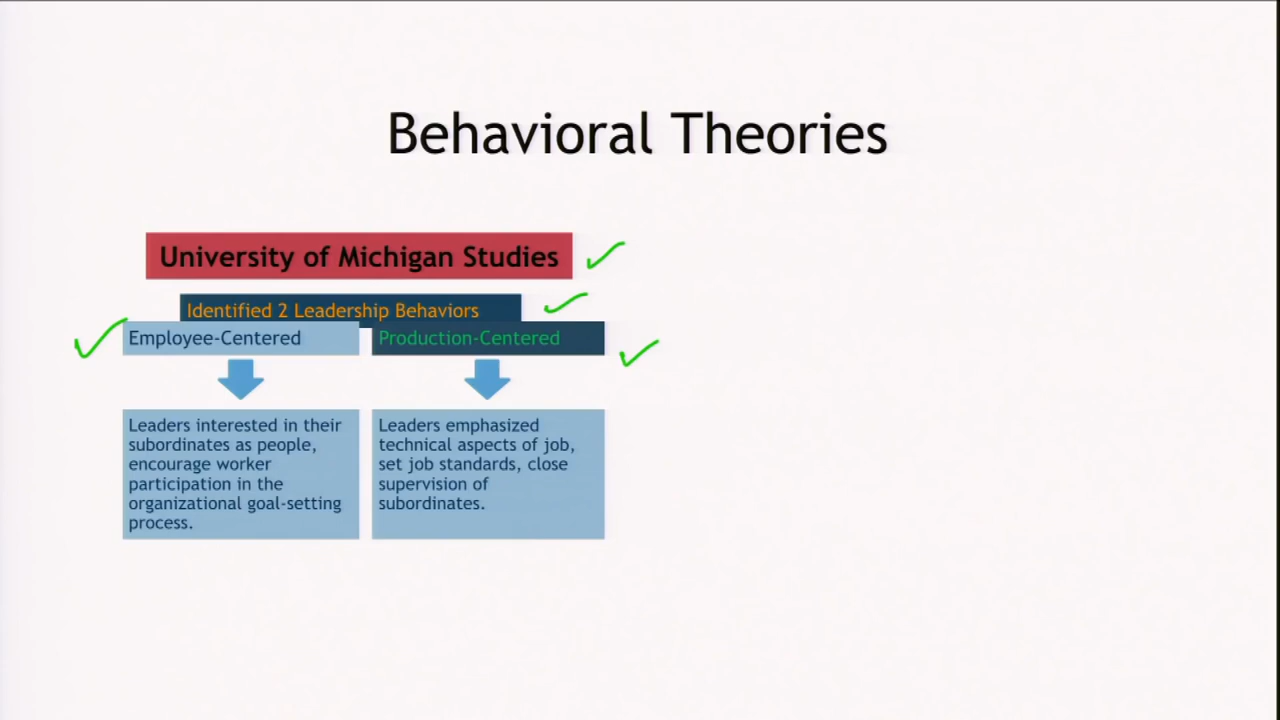 Behavioral Theories
University of Michigan Studies
Identified 2 Leadership Behaviors
Employee-Centered
Production-Centered
Leaders interested in their
subordinates as people,
encourage worker
participation in the
organizational goal-setting
process.
Leaders emphasized
technical aspects of job,
set job standards, close
supervision of
subordinates.